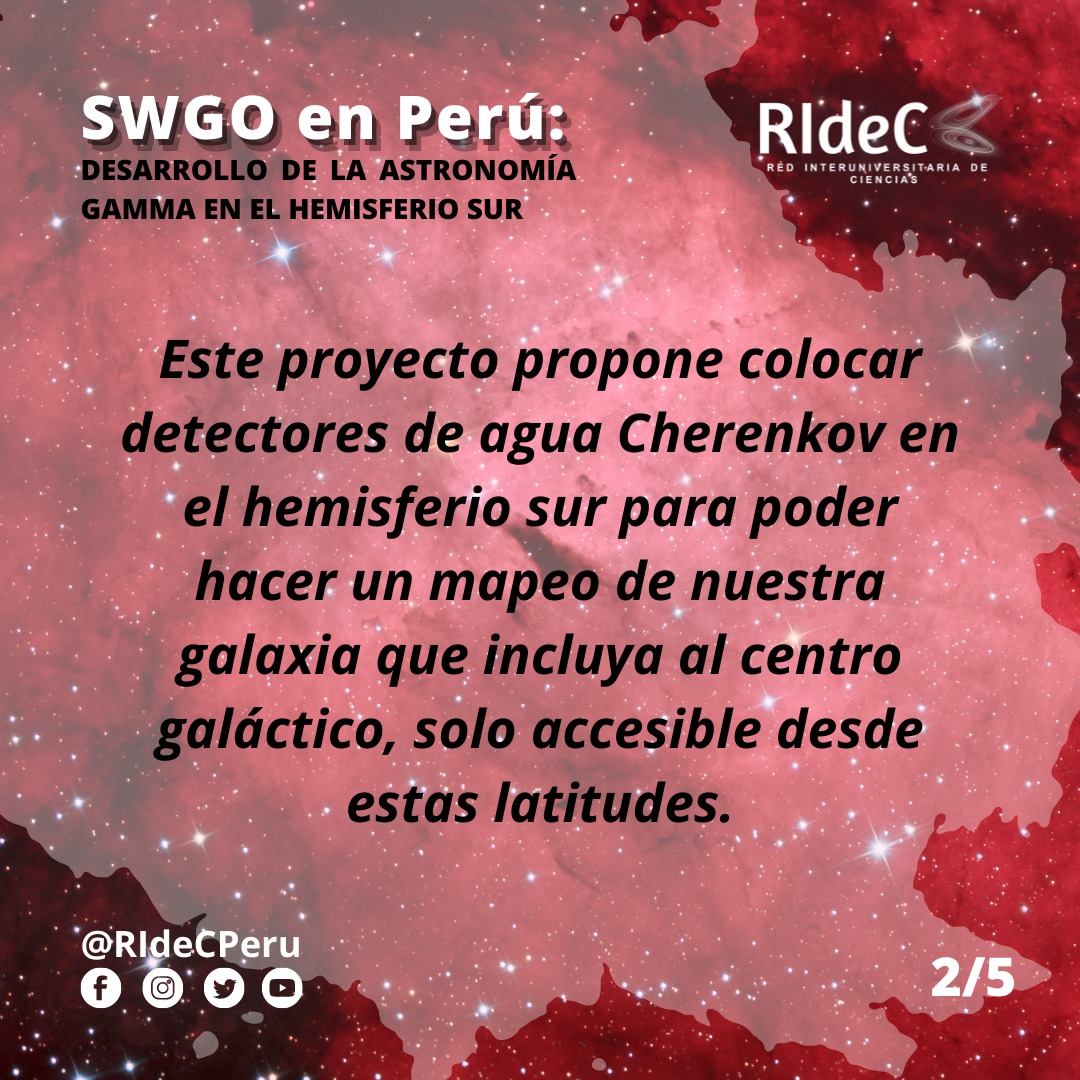 SWGO en Perú:
DESARROLLO DE LA ASTRONOMÍA
GAMMA EN EL HEMISFERIO SUR
RIdeC
RED INTERUNIVERSITARIA DE
CIENCIAS
Este proyecto propone colocar
detectores de agua Cherenkov en
el hemisferio sur para poder
hacer un mapeo de nuestra
galaxia que incluya al centro
galáctico, solo accesible desde
estas latitudes.
@RIdeCPeru
2/5